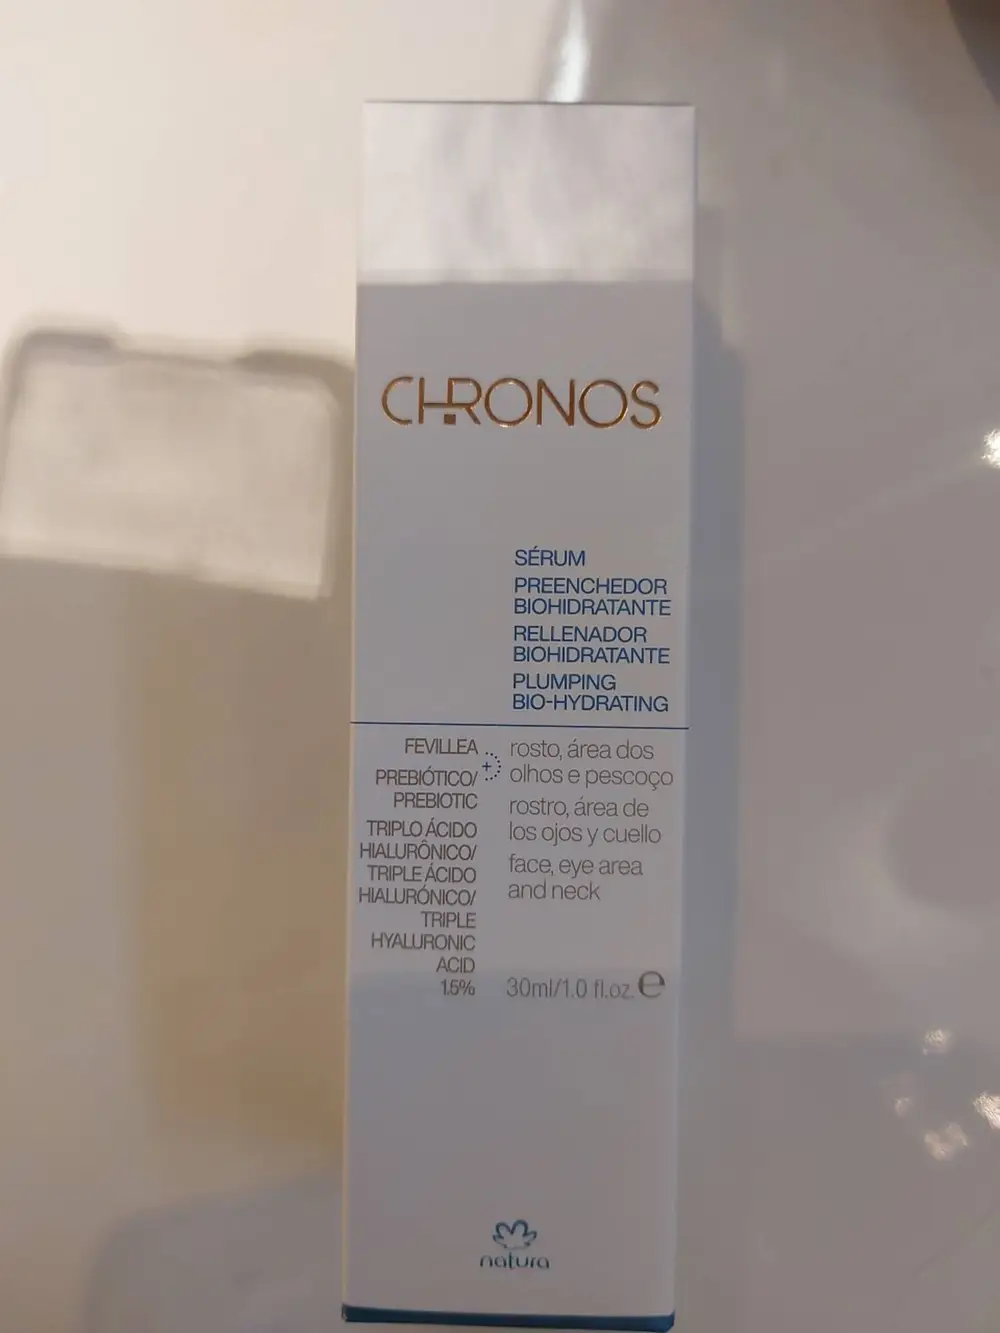 CHRONOS
SÉRUM
PREENCHEDOR
BIOHIDRATANTE
RELLENADOR
BIOHIDRATANTE
PLUMPING
BIO-HYDRATING
FEVILLEA
+
PREBIÓTICO/
PREBIOTIC
TRIPLO ÁCIDO
HIALURÔNICO/
TRIPLE ÁCIDO
HIALURÓNICO/
TRIPLE
HYALURONIC
ACID
1.5%
rosto, área dos
olhos e pescoço
rostro, área de
los ojos y cuello
face, eye area
and neck
30ml/1.0 fl.oz. ℮
natura